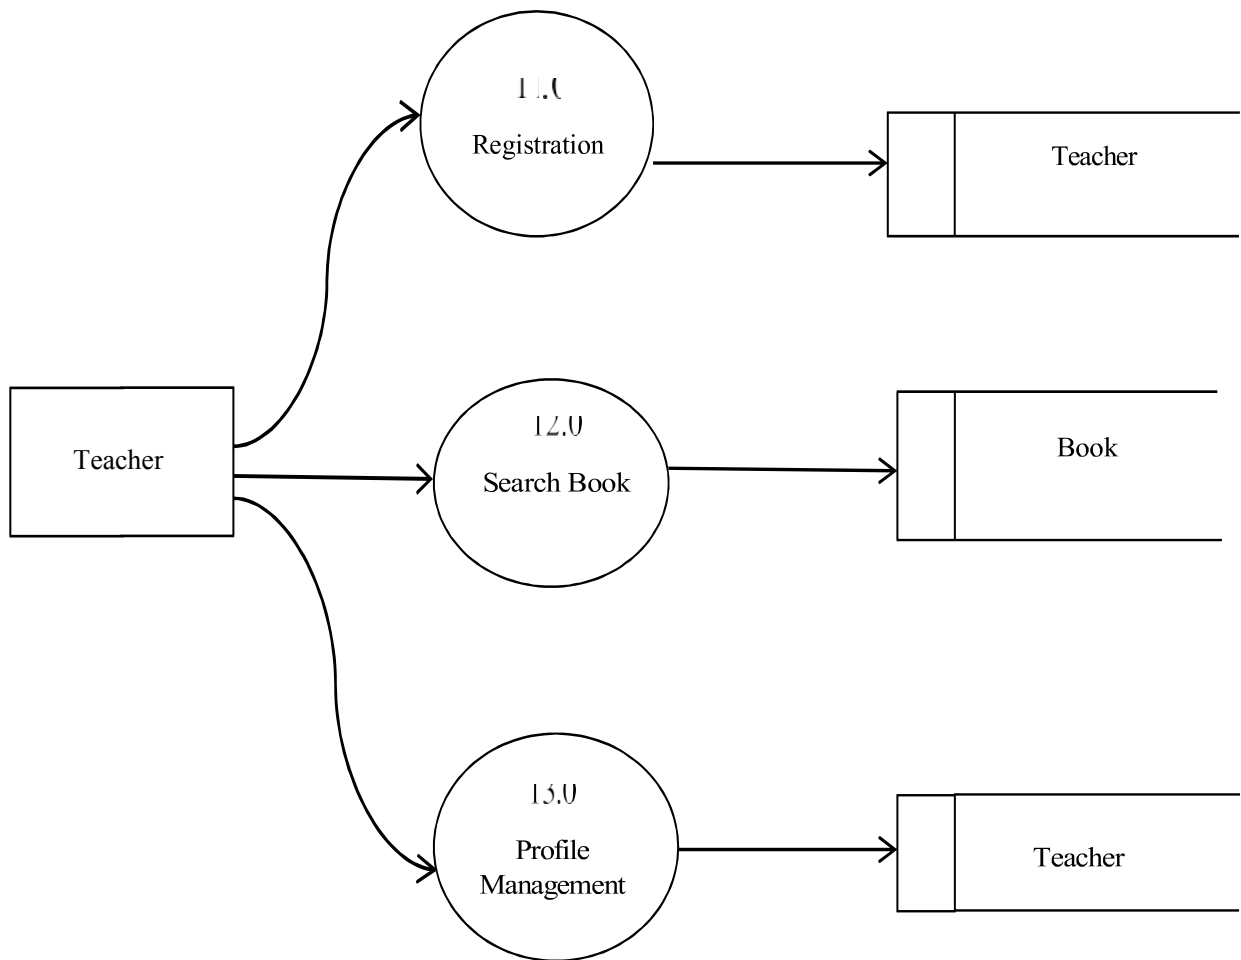 Registration
Teacher
Teacher
12.0
Search Book
Book
13.0
Profile
Management
Teacher